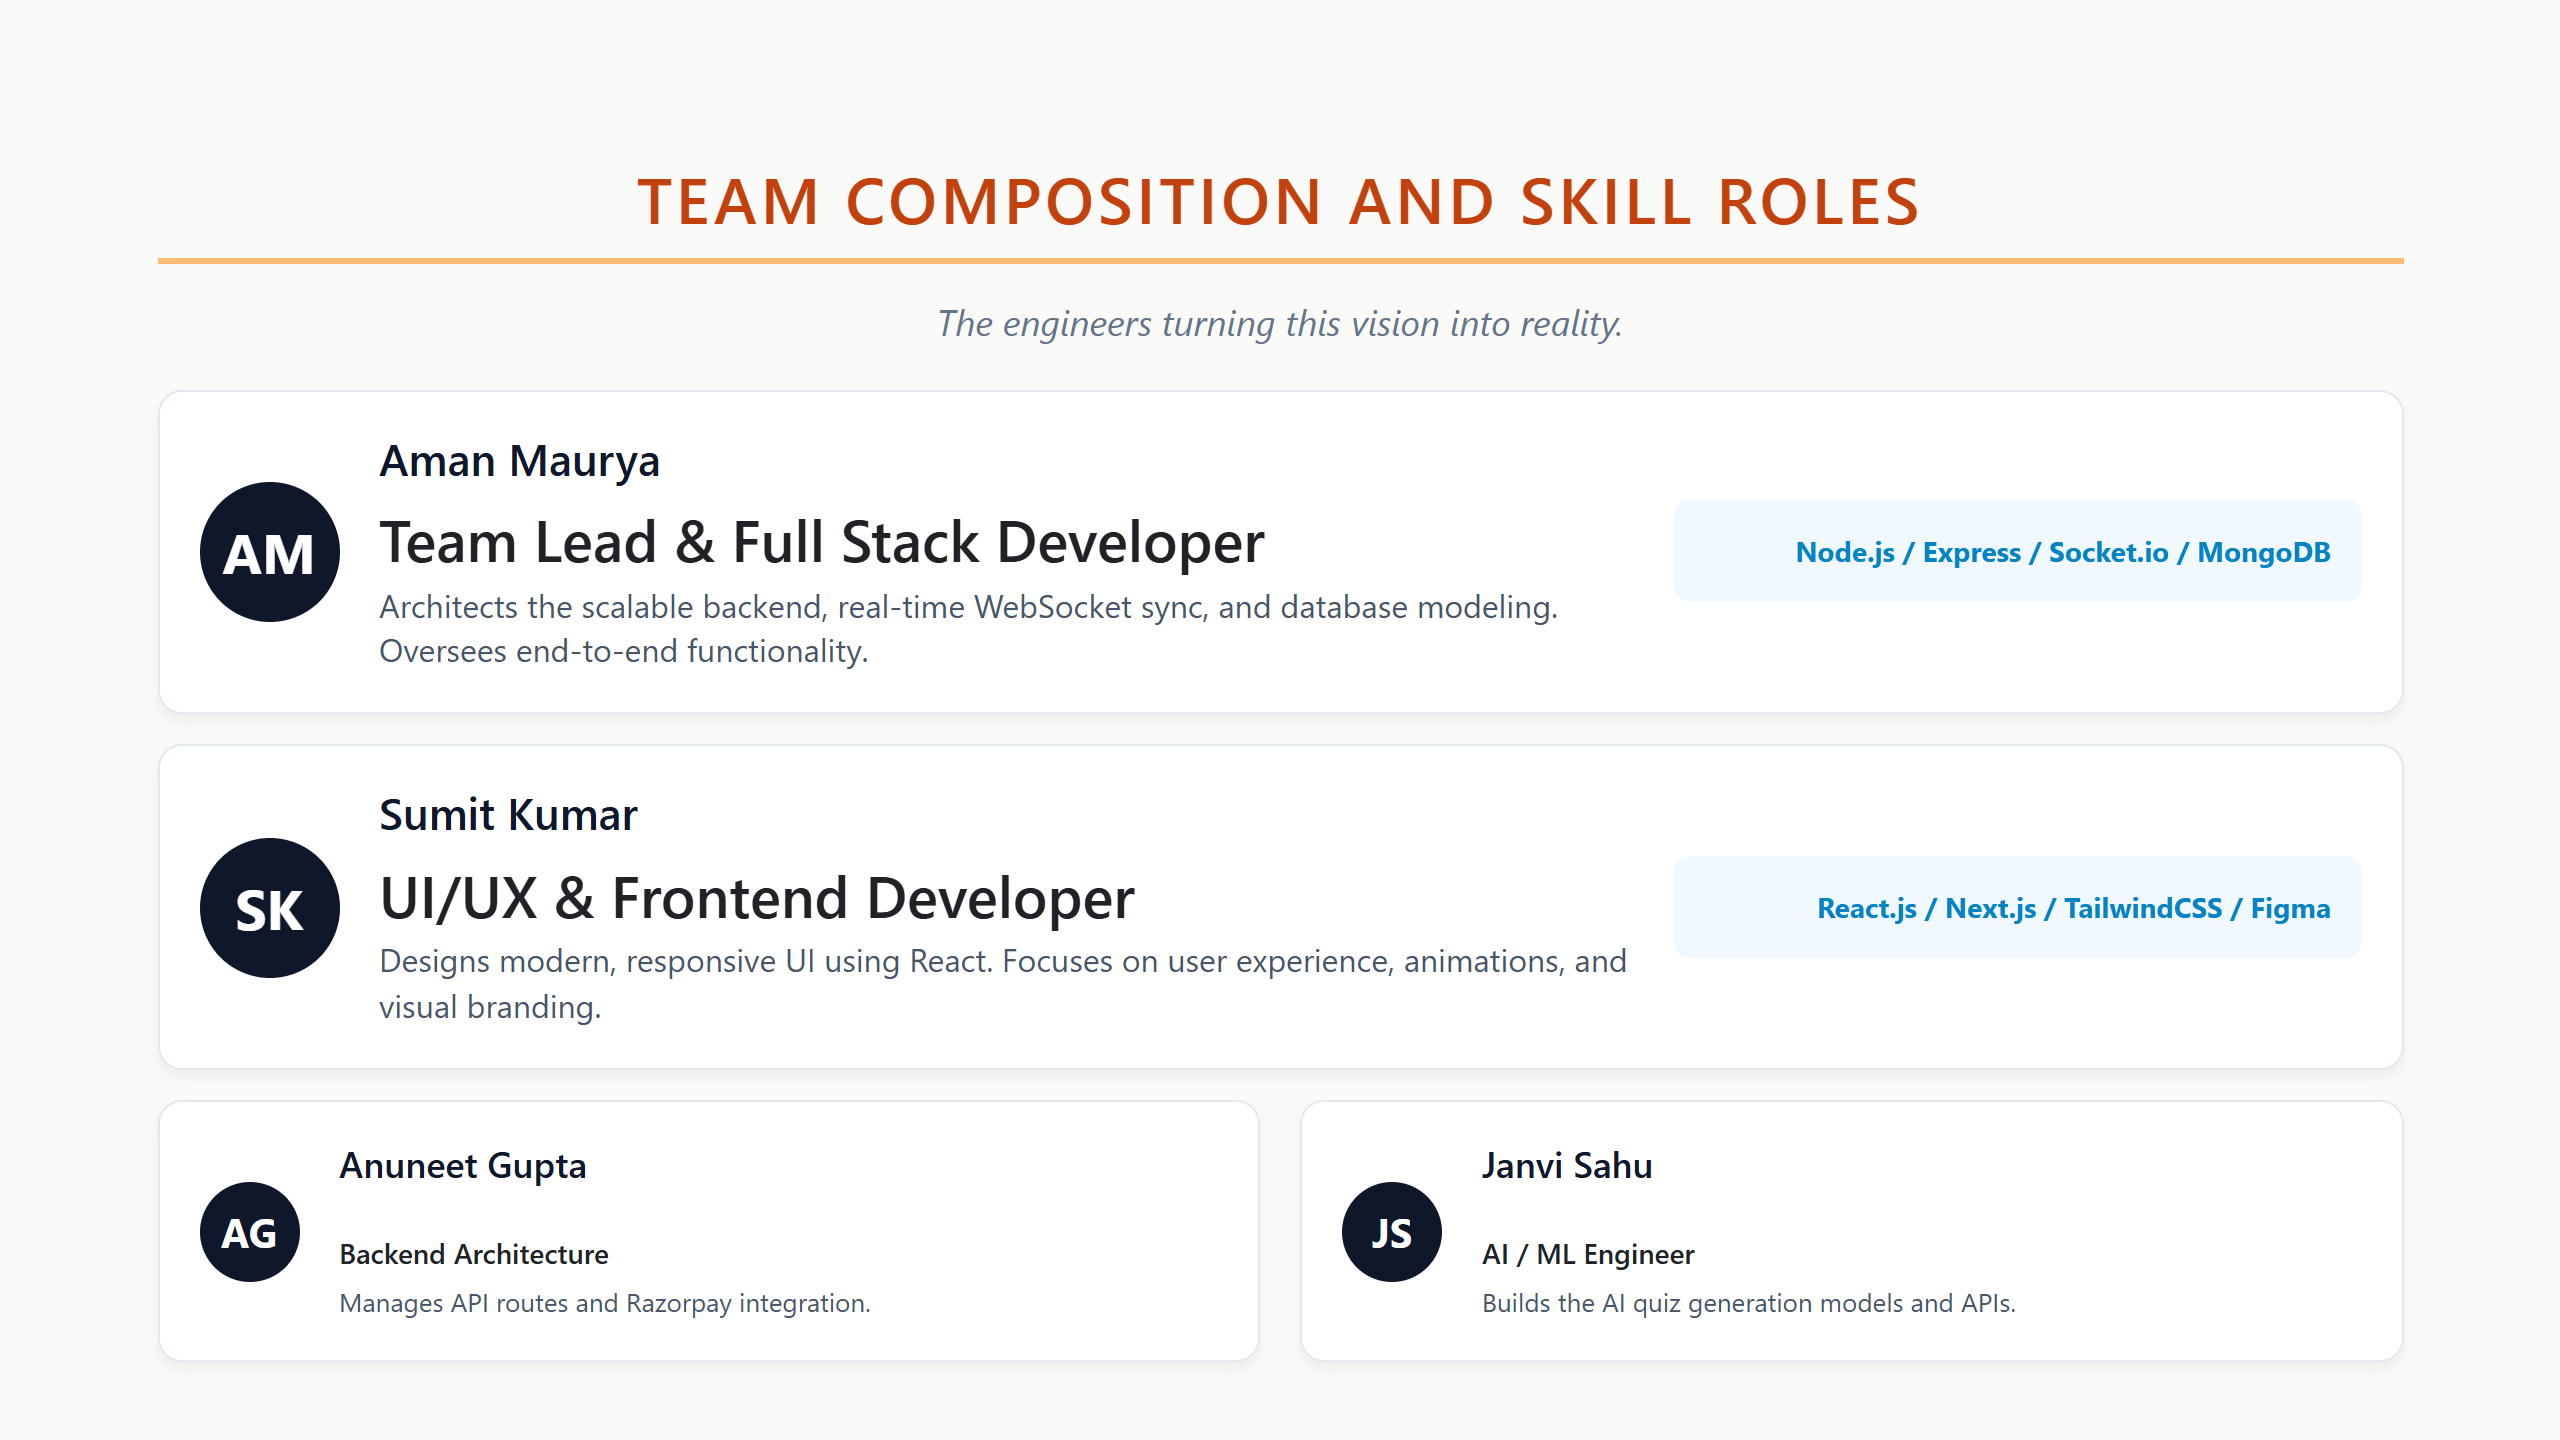 TEAM COMPOSITION AND SKILL ROLES
The engineers turning this vision into reality.
AM
Aman Maurya
Team Lead & Full Stack Developer
Architects the scalable backend, real-time WebSocket sync, and database modeling.
Oversees end-to-end functionality.
Node.js / Express / Socket.io / MongoDB
SK
Sumit Kumar
UI/UX & Frontend Developer
Designs modern, responsive UI using React. Focuses on user experience, animations, and
visual branding.
React.js / Next.js / TailwindCSS / Figma
AG
Anuneet Gupta
Backend Architecture
Manages API routes and Razorpay integration.
JS
Janvi Sahu
AI / ML Engineer
Builds the AI quiz generation models and APIs.